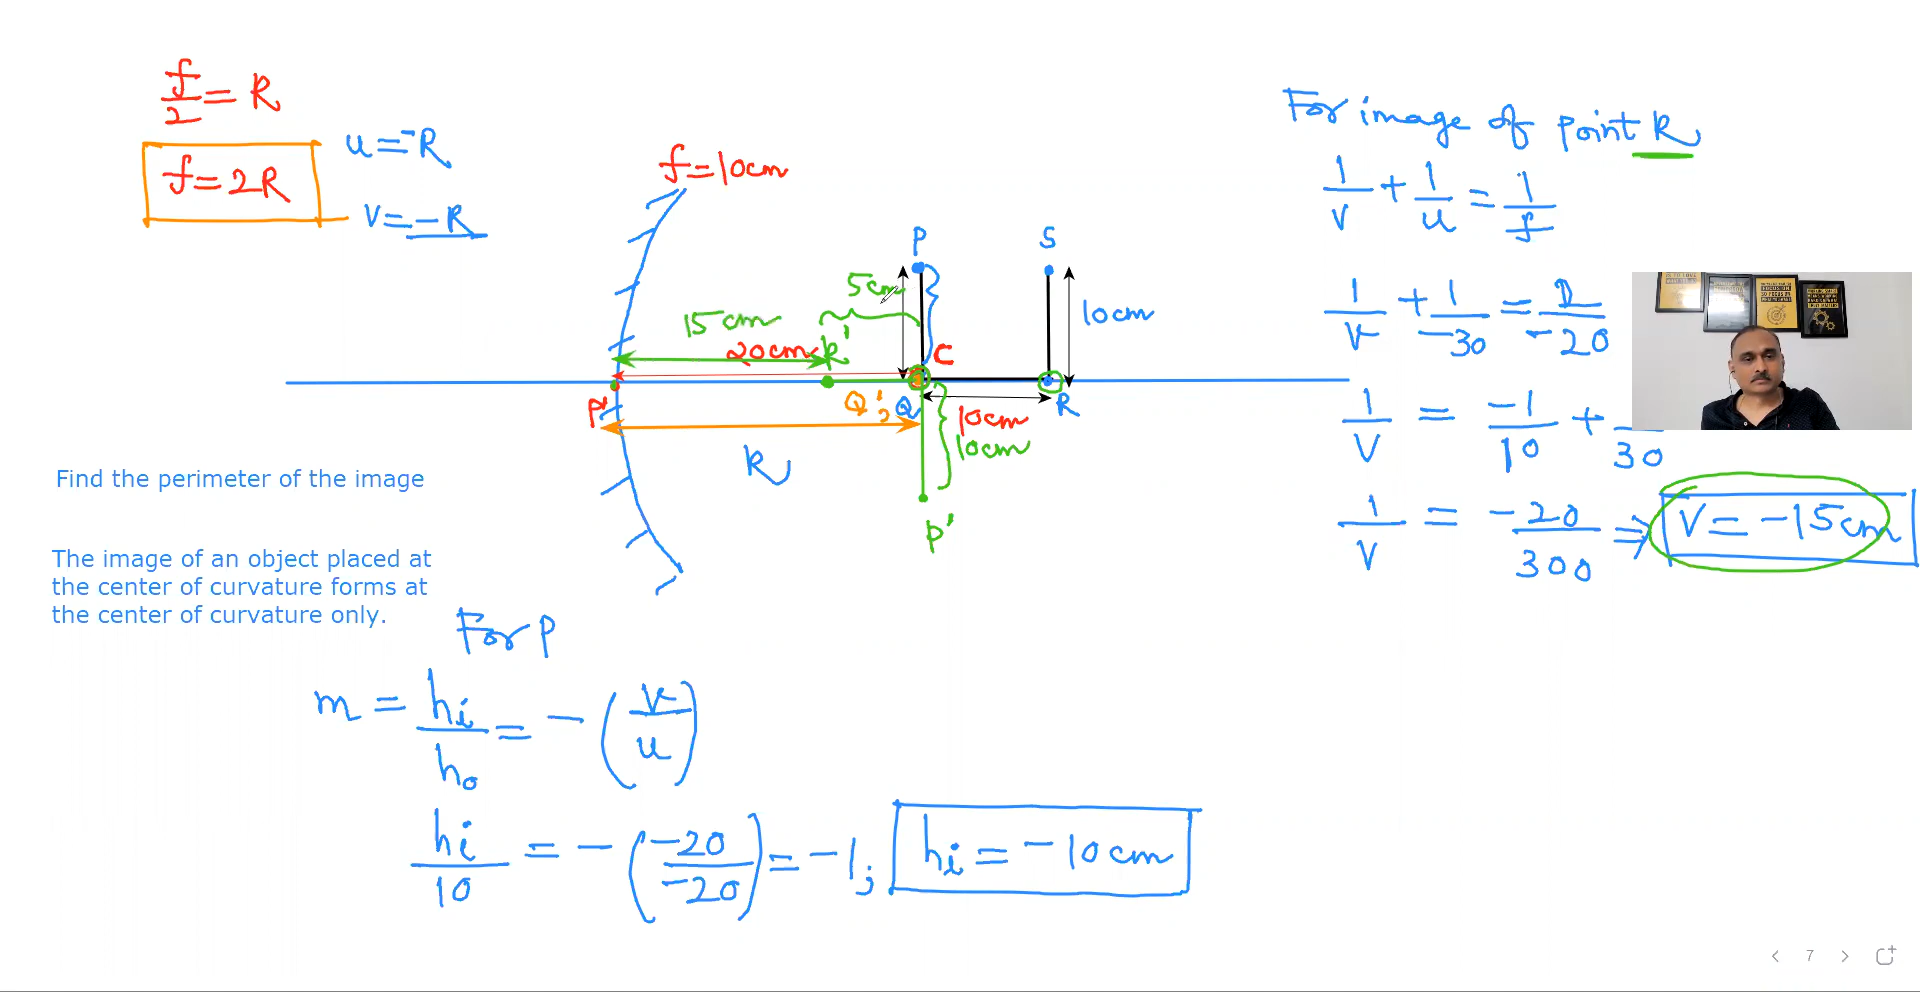 f/2 = R
f = 2R
u = -R
v = -R
f = 10cm
P
S
5cm
10cm
15cm
20cm
R'
C
P'
Q', Q
10cm
R
10cm
R
P'
Find the perimeter of the image
The image of an object placed at
the center of curvature forms at
the center of curvature only.
For P
m = hi/ho = -(v/u)
hi/10 = -(-20/-20) = -1; hi = -10cm
For image of point R
1/v + 1/u = 1/f
1/v + 1/-30 = 1/-20
1/v = -1/10 + /30
1/v = -20/300 ⇒ v = -15cm
7